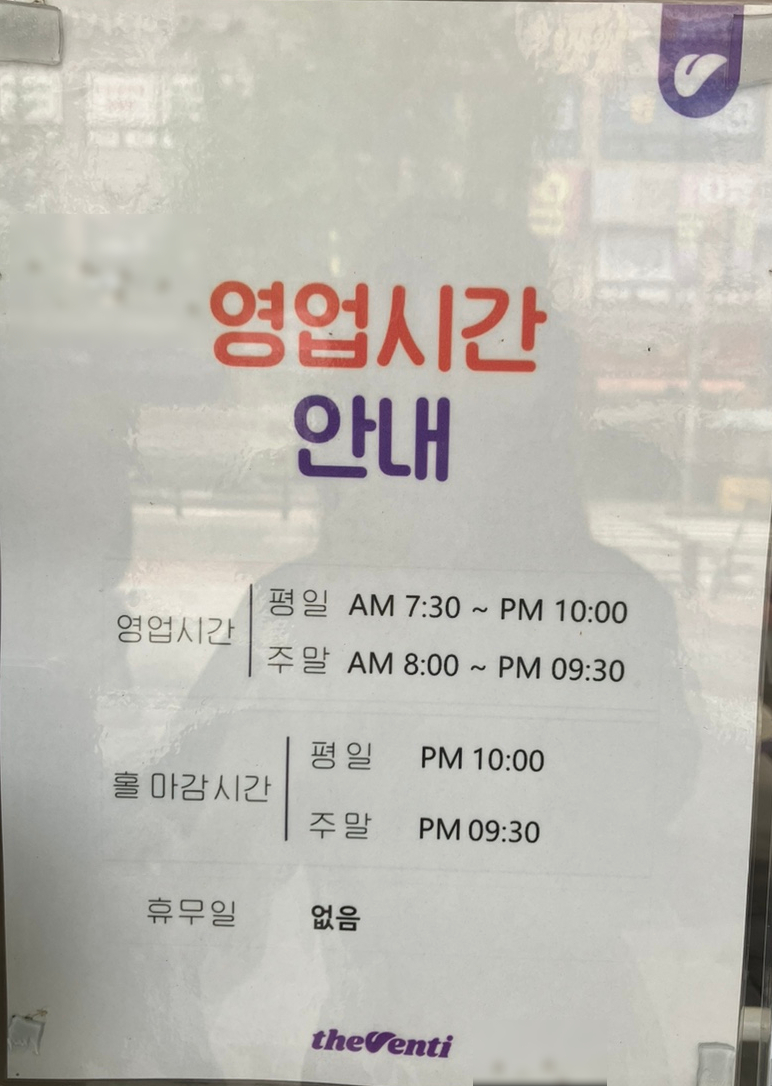 영업시간
안내
영업시간
평일 AM 7:30 ~ PM 10:00
주말 AM 8:00 ~ PM 09:30
홀 마감시간
평일 PM 10:00
주말 PM 09:30
휴무일 없음
theVenti